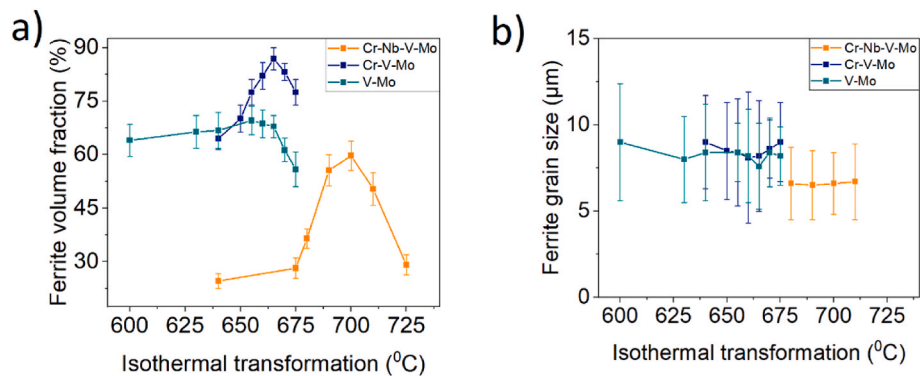 a)
Ferrite volume fraction (%)
90
75
60
45
30
600 625 650 675 700 725
Isothermal transformation (⁰C)
Cr-Nb-V-Mo
Cr-V-Mo
V-Mo
b)
Ferrite grain size (µm)
15
10
5
0
600 625 650 675 700 725
Isothermal transformation (⁰C)
Cr-Nb-V-Mo
Cr-V-Mo
V-Mo